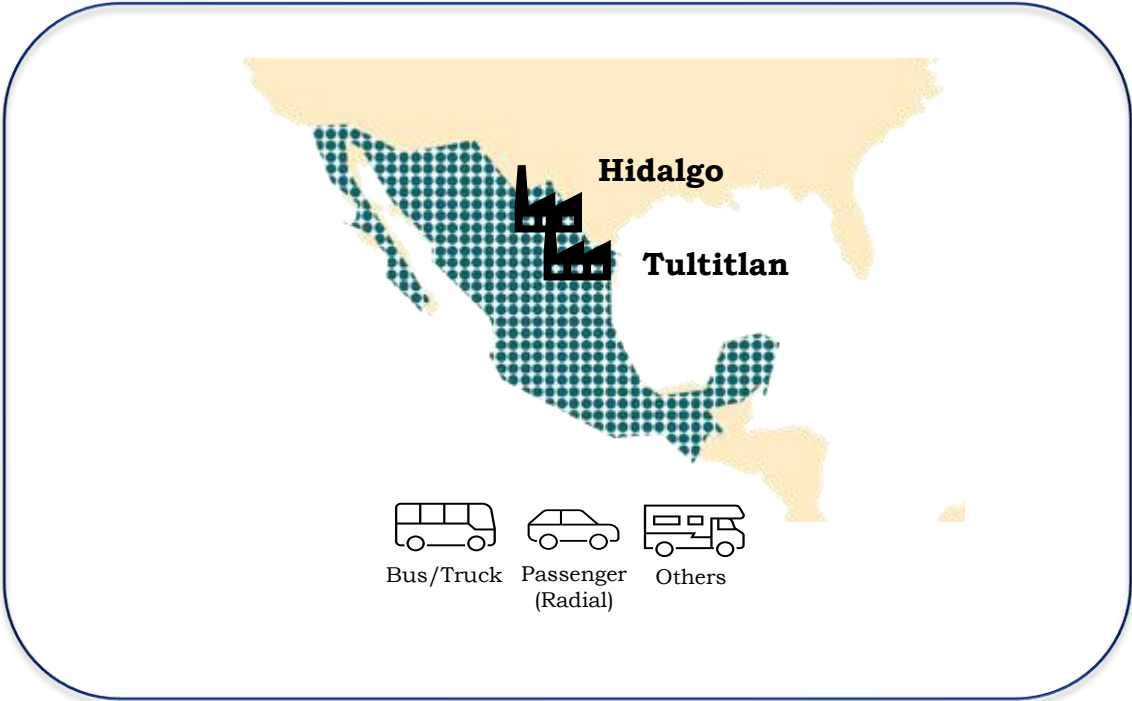 Hidalgo
Tultitlan
Bus/Truck
Passenger
(Radial)
Others